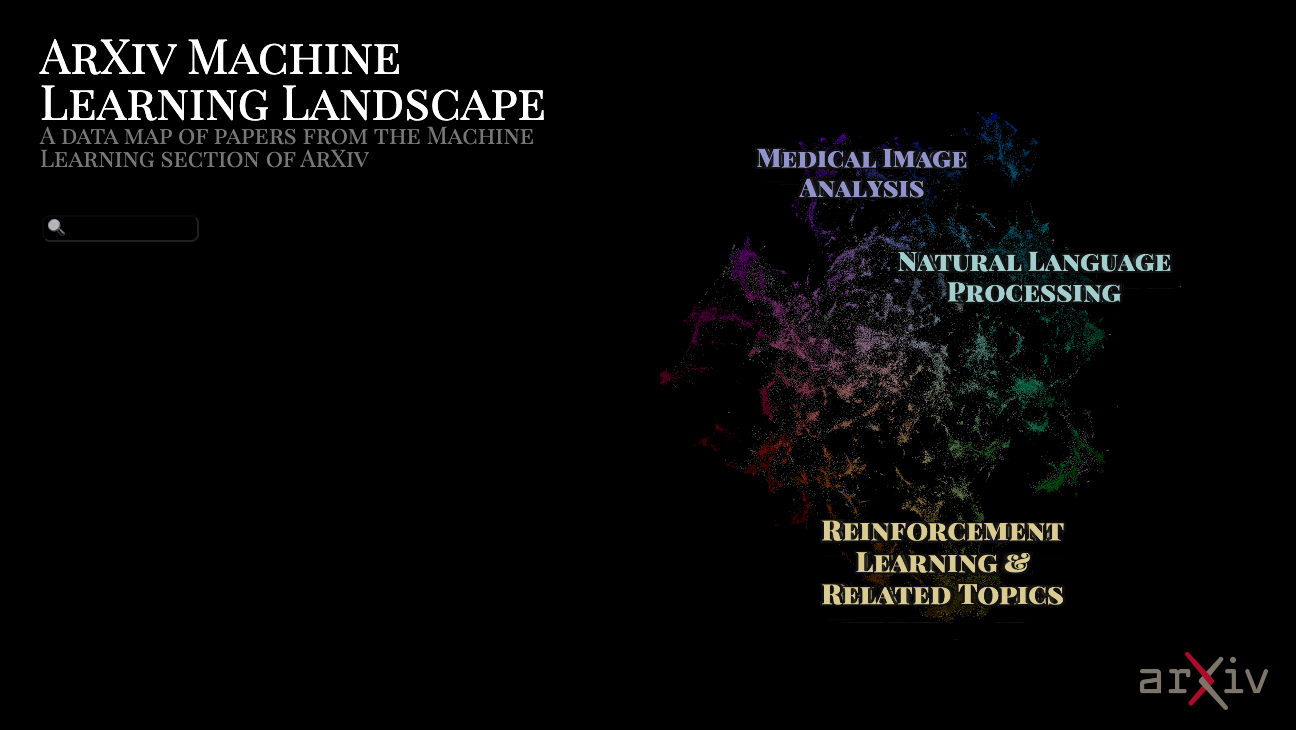 ArXiv Machine
Learning Landscape
A data map of papers from the Machine
Learning section of ArXiv
Medical Image
Analysis
Natural Language
Processing
Reinforcement
Learning &
Related Topics
arXiv